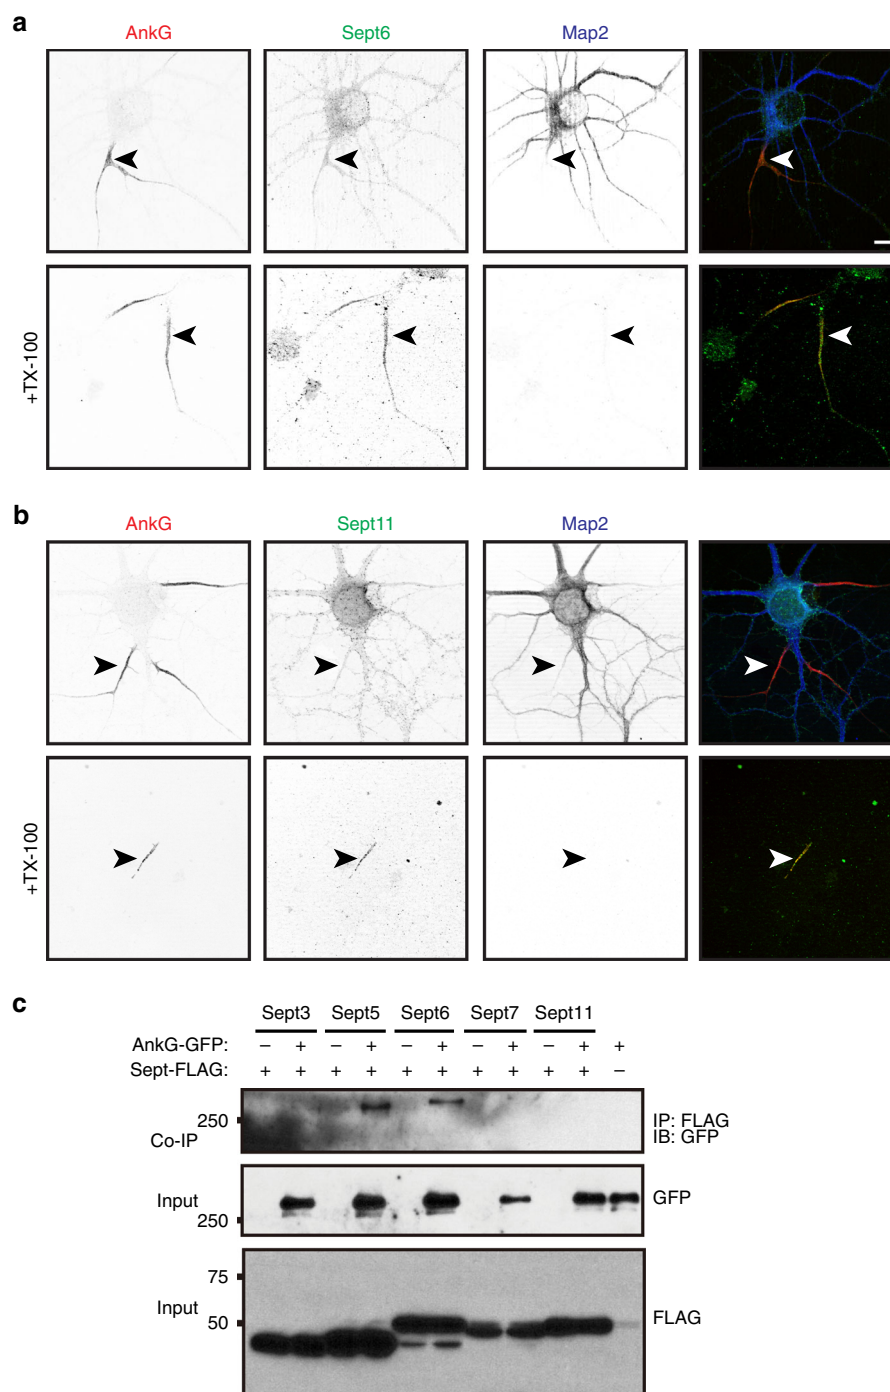 a
AnkG Sept6 Map2
+TX-100
b
AnkG Sept11 Map2
+TX-100
c
Sept3 Sept5 Sept6 Sept7 Sept11
AnkG-GFP: – + – + – + – + – + +
Sept-FLAG: + + + + + + + + + + –
250
Co-IP
IP: FLAG
IB: GFP
Input
250
GFP
75
Input
50
FLAG